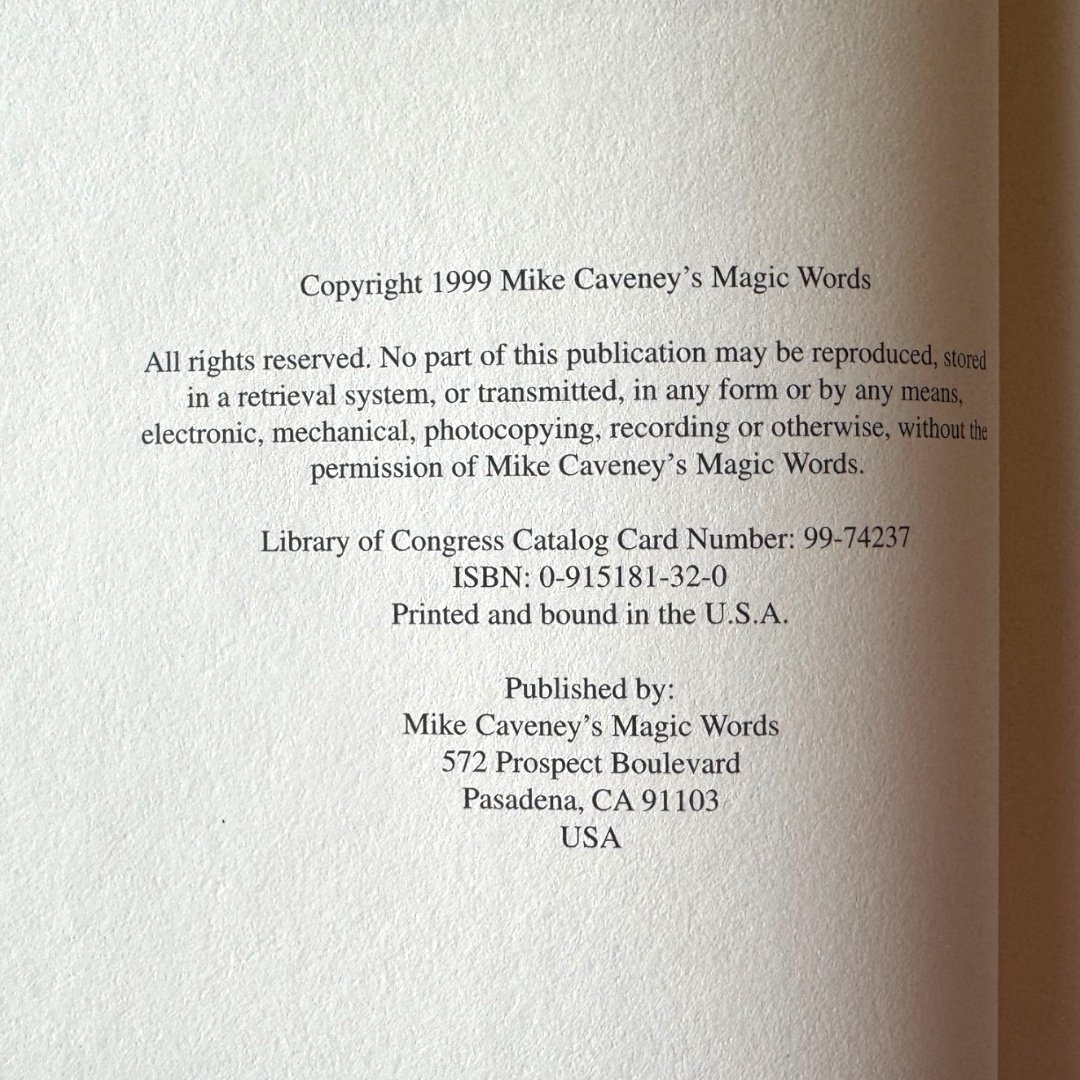 Copyright 1999 Mike Caveney’s Magic Words
All rights reserved. No part of this publication may be reproduced, stored
in a retrieval system, or transmitted, in any form or by any means,
electronic, mechanical, photocopying, recording or otherwise, without the
permission of Mike Caveney’s Magic Words.
Library of Congress Catalog Card Number: 99-74237
ISBN: 0-915181-32-0
Printed and bound in the U.S.A.
Published by:
Mike Caveney’s Magic Words
572 Prospect Boulevard
Pasadena, CA 91103
USA